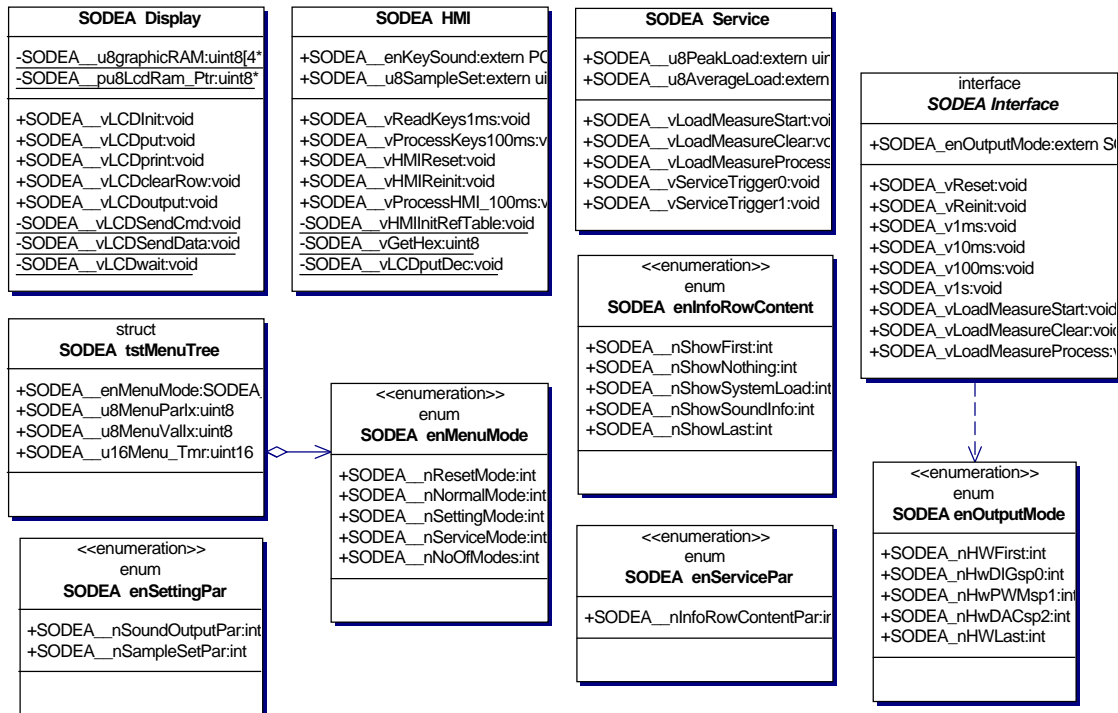 SODEA Display
-SODEA__u8graphicRAM:uint8[4*
-SODEA__pu8LcdRam_Ptr:uint8*
+SODEA__vLCDInit:void
+SODEA__vLCDput:void
+SODEA__vLCDprint:void
+SODEA__vLCDclearRow:void
+SODEA__vLCDoutput:void
-SODEA__vLCDSendCmd:void
-SODEA__vLCDSendData:void
-SODEA__vLCDwait:void
SODEA HMI
+SODEA__enKeySound:extern PC
+SODEA__u8SampleSet:extern ui
+SODEA__vReadKeys1ms:void
+SODEA__vProcessKeys100ms:v
+SODEA__vHMIReset:void
+SODEA__vHMIReinit:void
+SODEA__vProcessHMI_100ms:v
-SODEA__vHMIInitRefTable:void
-SODEA__vGetHex:uint8
-SODEA__vLCDputDec:void
SODEA Service
+SODEA__u8PeakLoad:extern uin
+SODEA__u8AverageLoad:extern
+SODEA__vLoadMeasureStart:voi
+SODEA__vLoadMeasureClear:vo
+SODEA__vLoadMeasureProcess
+SODEA__vServiceTrigger0:void
+SODEA__vServiceTrigger1:void
interface
SODEA Interface
+SODEA_enOutputMode:extern SO
+SODEA_vReset:void
+SODEA_vReinit:void
+SODEA_v1ms:void
+SODEA_v10ms:void
+SODEA_v100ms:void
+SODEA_v1s:void
+SODEA_vLoadMeasureStart:void
+SODEA_vLoadMeasureClear:void
+SODEA_vLoadMeasureProcess:v
struct
SODEA tstMenuTree
+SODEA__enMenuMode:SODEA_
+SODEA__u8MenuParIx:uint8
+SODEA__u8MenuValIx:uint8
+SODEA__u16Menu_Tmr:uint16
<<enumeration>>
enum
SODEA enMenuMode
+SODEA__nResetMode:int
+SODEA__nNormalMode:int
+SODEA__nSettingMode:int
+SODEA__nServiceMode:int
+SODEA__nNoOfModes:int
<<enumeration>>
enum
SODEA enInfoRowContent
+SODEA__nShowFirst:int
+SODEA__nShowNothing:int
+SODEA__nShowSystemLoad:int
+SODEA__nShowSoundInfo:int
+SODEA__nShowLast:int
<<enumeration>>
enum
SODEA enOutputMode
+SODEA_nHWFirst:int
+SODEA_nHwDIGsp0:int
+SODEA_nHwPWMsp1:int
+SODEA_nHwDACsp2:int
+SODEA_nHWLast:int
<<enumeration>>
enum
SODEA enSettingPar
+SODEA__nSoundOutputPar:int
+SODEA__nSampleSetPar:int
<<enumeration>>
enum
SODEA enServicePar
+SODEA__nInfoRowContentPar:in